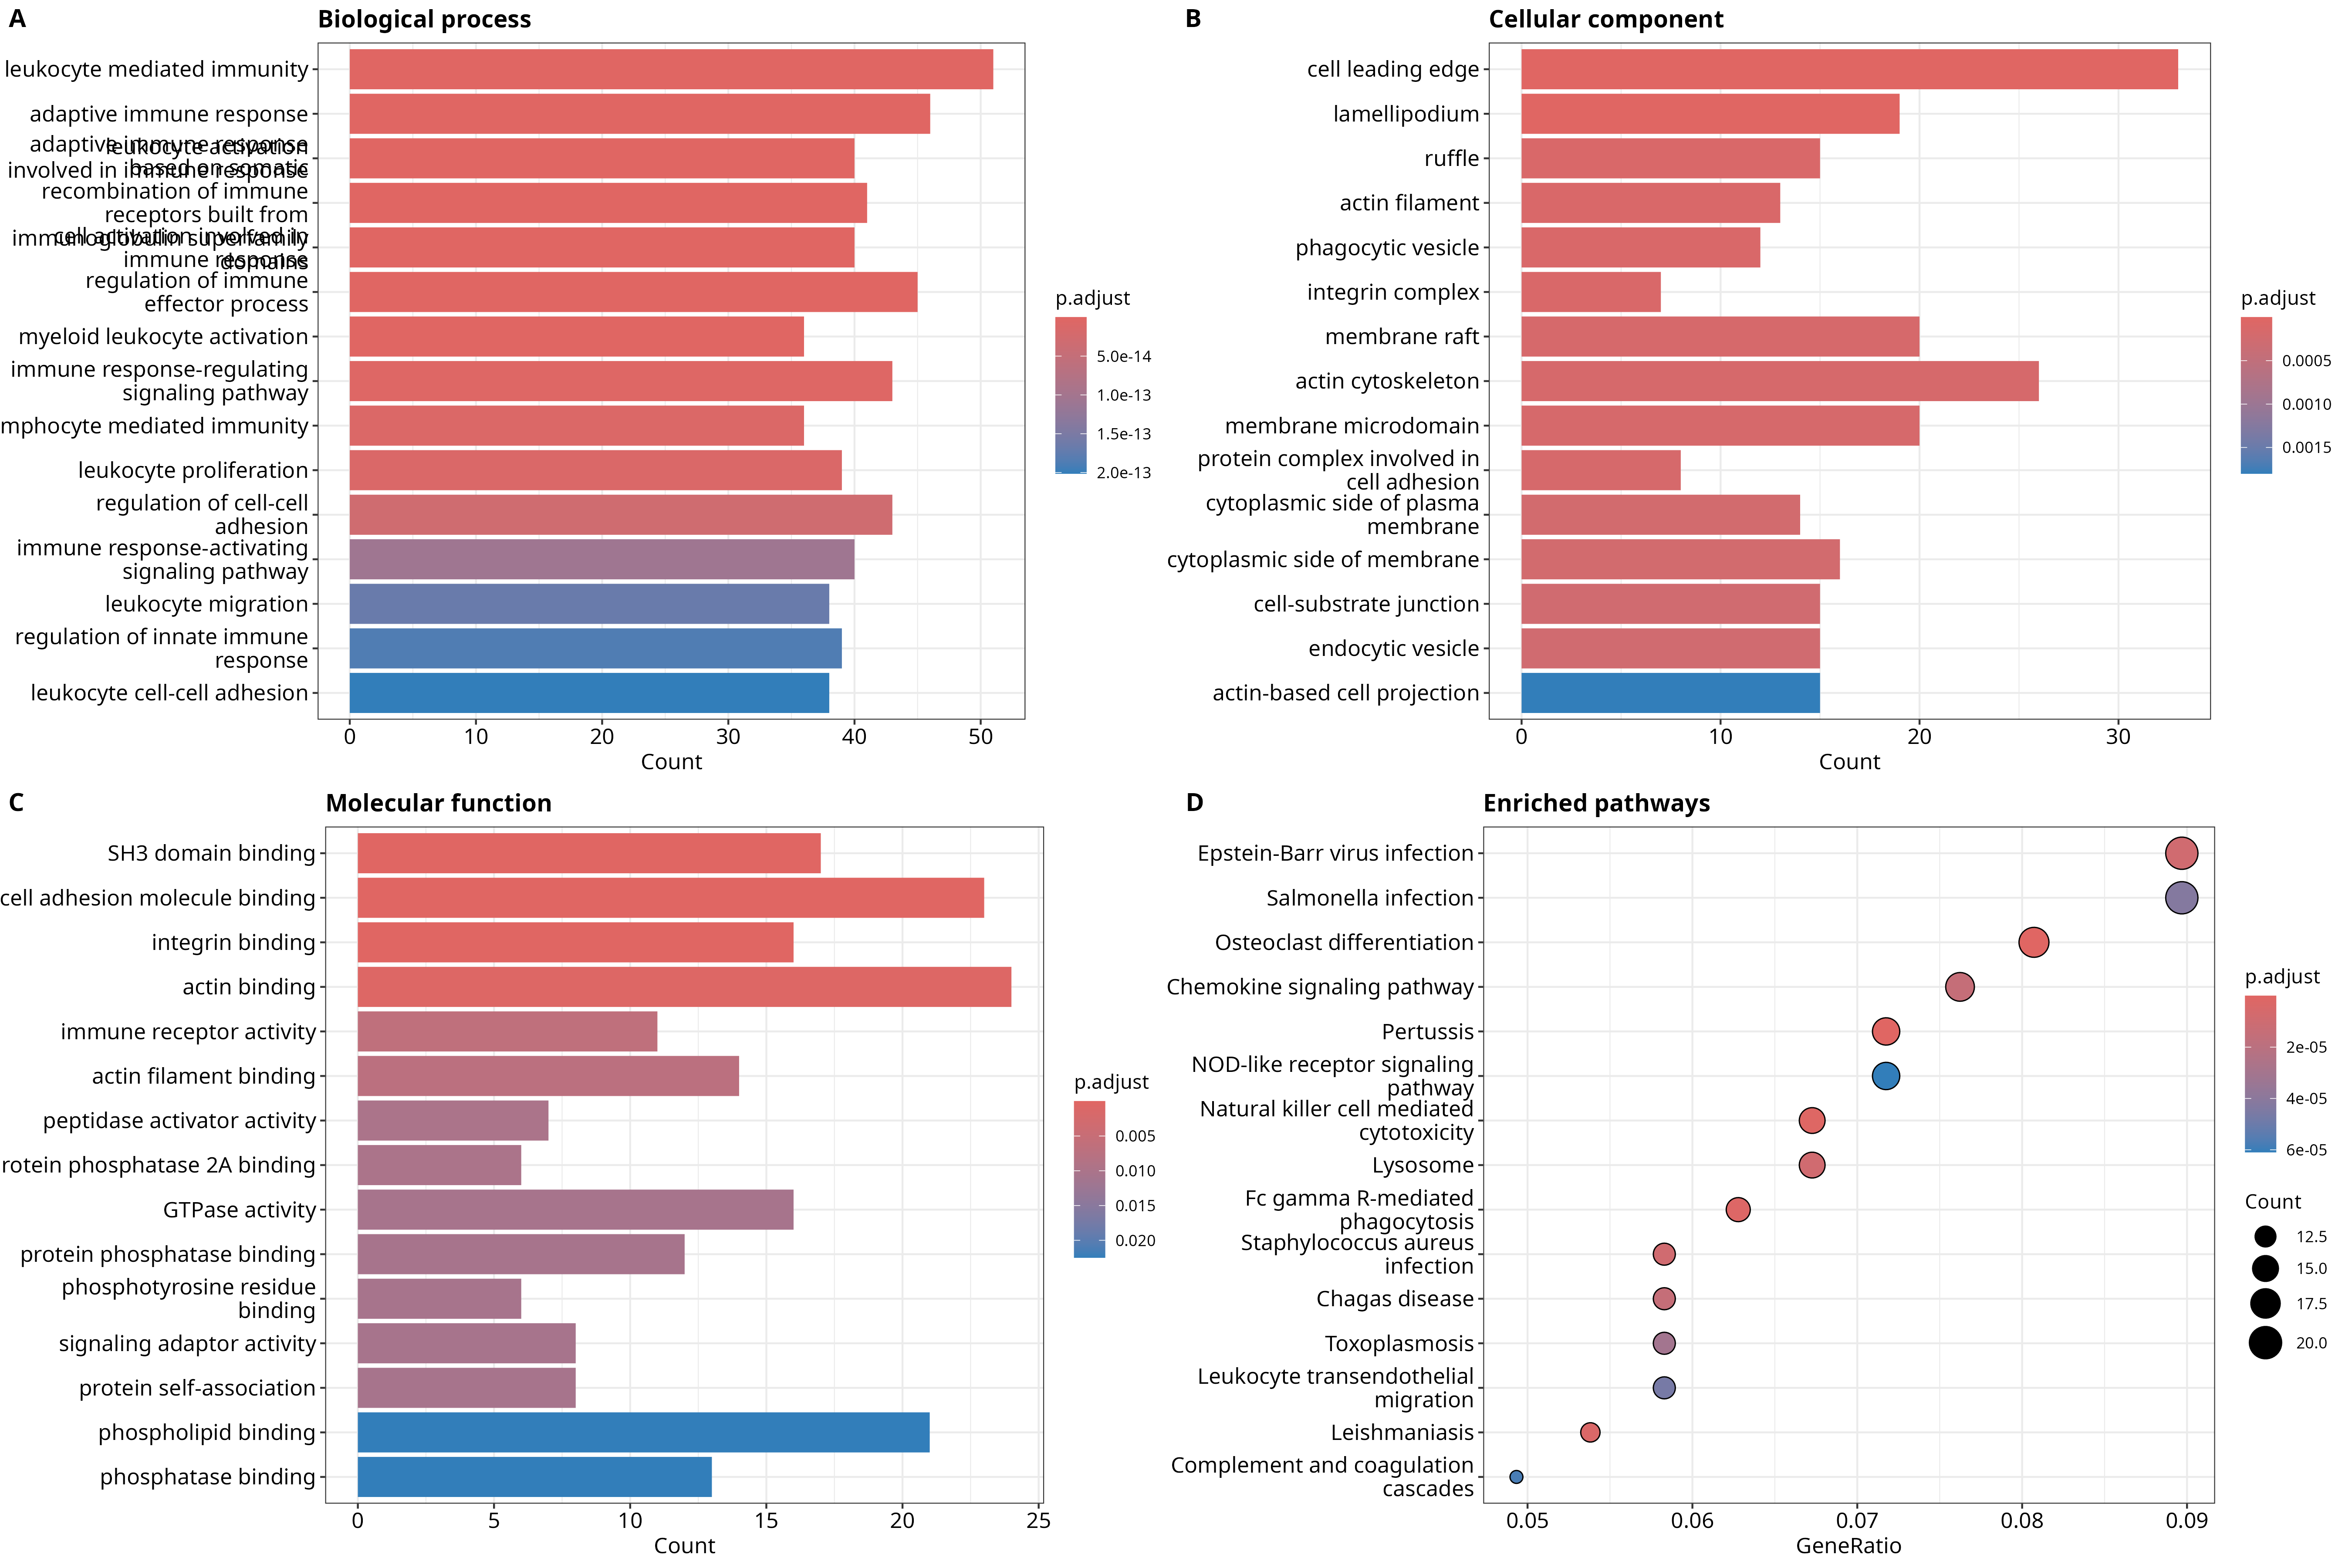 A
Biological process
leukocyte mediated immunity
adaptive immune response
leukocyte activation
involved in immune response
adaptive immune response
based on somatic
recombination of immune
receptors built from
immunoglobulin superfamily
domains
cell activation involved in
immune response
regulation of immune
effector process
myeloid leukocyte activation
immune response-regulating
signaling pathway
mphocyte mediated immunity
leukocyte proliferation
regulation of cell-cell
adhesion
immune response-activating
signaling pathway
leukocyte migration
regulation of innate immune
response
leukocyte cell-cell adhesion
0 10 20 30 40 50
Count
p.adjust
5.0e-14
1.0e-13
1.5e-13
2.0e-13
B
Cellular component
cell leading edge
lamellipodium
ruffle
actin filament
phagocytic vesicle
integrin complex
membrane raft
actin cytoskeleton
membrane microdomain
protein complex involved in
cell adhesion
cytoplasmic side of plasma
membrane
cytoplasmic side of membrane
cell-substrate junction
endocytic vesicle
actin-based cell projection
0 10 20 30
Count
p.adjust
0.0005
0.0010
0.0015
C
Molecular function
SH3 domain binding
cell adhesion molecule binding
integrin binding
actin binding
immune receptor activity
actin filament binding
peptidase activator activity
rotein phosphatase 2A binding
GTPase activity
protein phosphatase binding
phosphotyrosine residue
binding
signaling adaptor activity
protein self-association
phospholipid binding
phosphatase binding
0 5 10 15 20 25
Count
p.adjust
0.005
0.010
0.015
0.020
D
Enriched pathways
Epstein-Barr virus infection
Salmonella infection
Osteoclast differentiation
Chemokine signaling pathway
Pertussis
NOD-like receptor signaling
pathway
Natural killer cell mediated
cytotoxicity
Lysosome
Fc gamma R-mediated
phagocytosis
Staphylococcus aureus
infection
Chagas disease
Toxoplasmosis
Leukocyte transendothelial
migration
Leishmaniasis
Complement and coagulation
cascades
0.05 0.06 0.07 0.08 0.09
GeneRatio
p.adjust
2e-05
4e-05
6e-05
Count
12.5
15.0
17.5
20.0